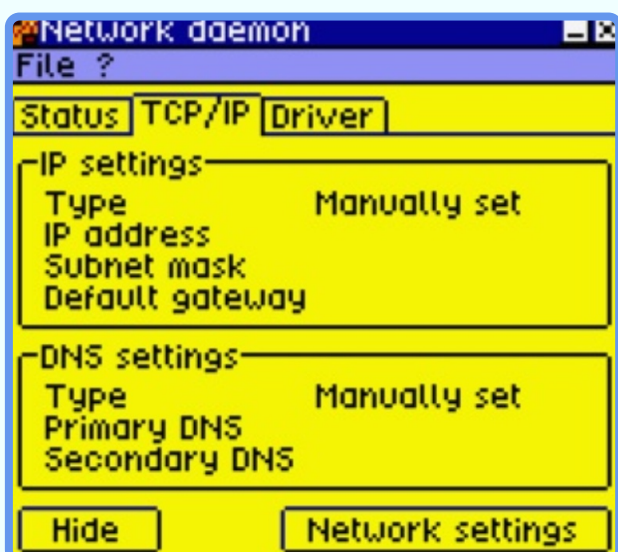 Network daemon
File ?
Status TCP/IP Driver
IP settings
Type Manually set
IP address
Subnet mask
Default gateway
DNS settings
Type Manually set
Primary DNS
Secondary DNS
Hide Network settings